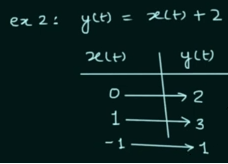 ex 2: y(t) = x(t) + 2
x(t) y(t)
0 → 2
1 → 3
-1 → 1